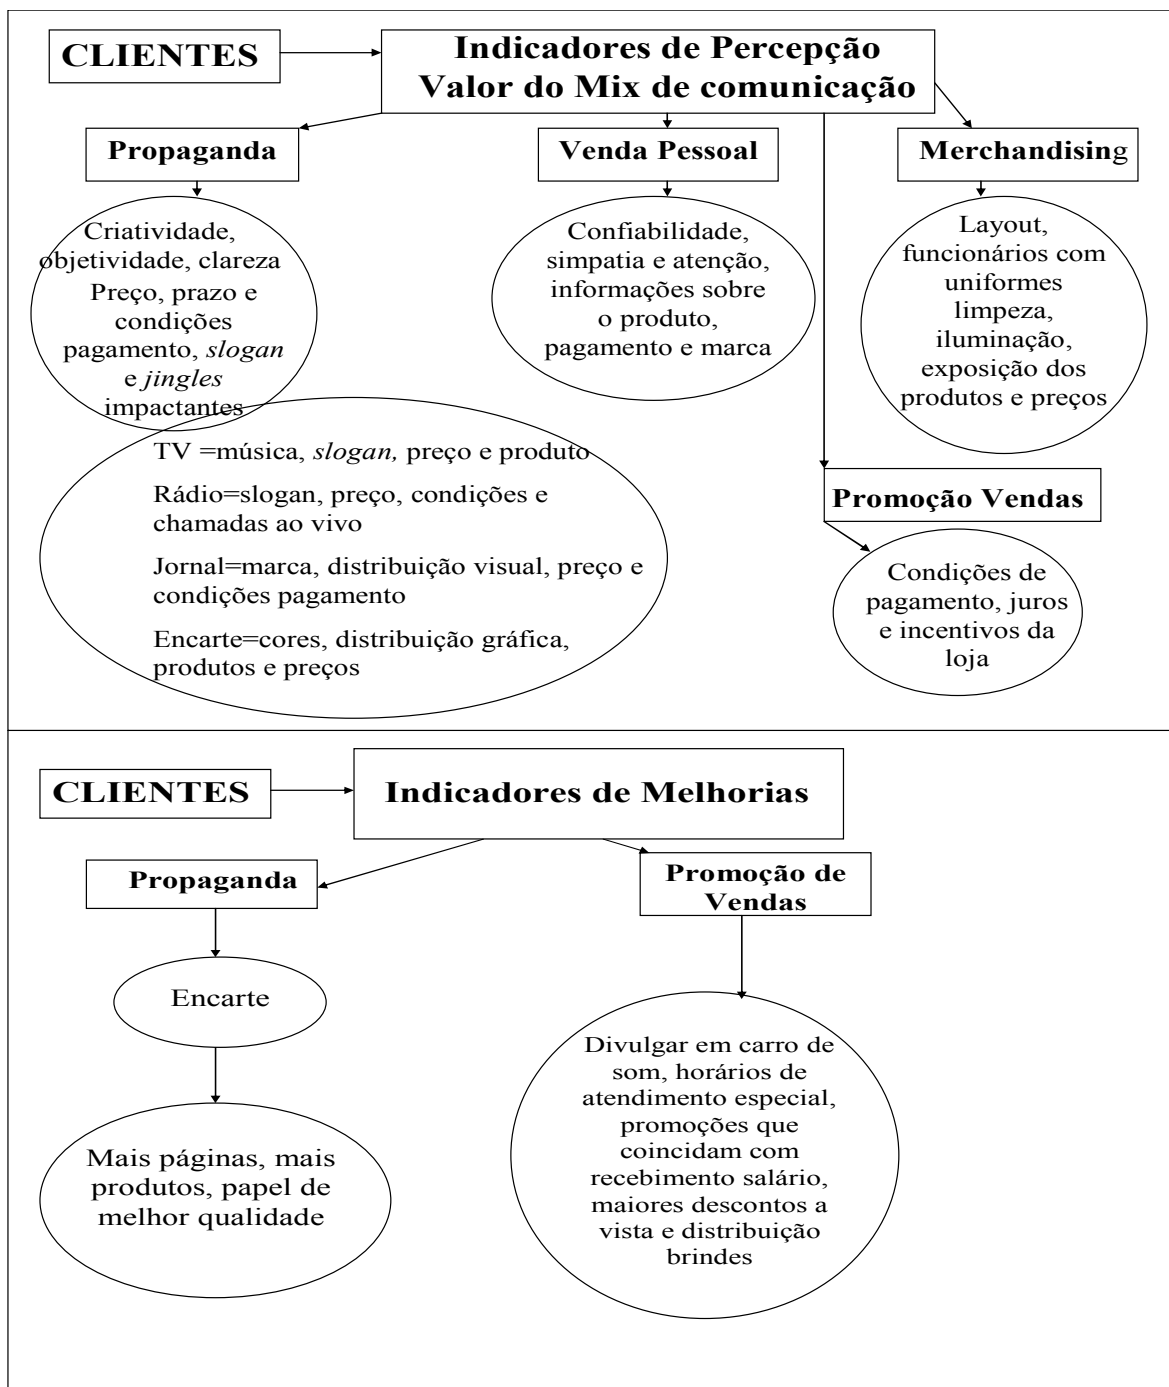 CLIENTES
Indicadores de Percepção
Valor do Mix de comunicação
Propaganda
Venda Pessoal
Merchandising
Criatividade,
objetividade, clareza
Preço, prazo e
condições
pagamento, slogan
e jingles
impactantes
Confiabilidade,
simpatia e atenção,
informações sobre
o produto,
pagamento e marca
Layout,
funcionários com
uniformes
limpeza,
iluminação,
exposição dos
produtos e preços
TV =música, slogan, preço e produto
Rádio=slogan, preço, condições e
chamadas ao vivo
Jornal=marca, distribuição visual, preço e
condições pagamento
Encarte=cores, distribuição gráfica,
produtos e preços
Promoção Vendas
Condições de
pagamento, juros
e incentivos da
loja
CLIENTES
Indicadores de Melhorias
Propaganda
Promoção de
Vendas
Encarte
Mais páginas, mais
produtos, papel de
melhor qualidade
Divulgar em carro de
som, horários de
atendimento especial,
promoções que
coincidam com
recebimento salário,
maiores descontos a
vista e distribuição
brindes